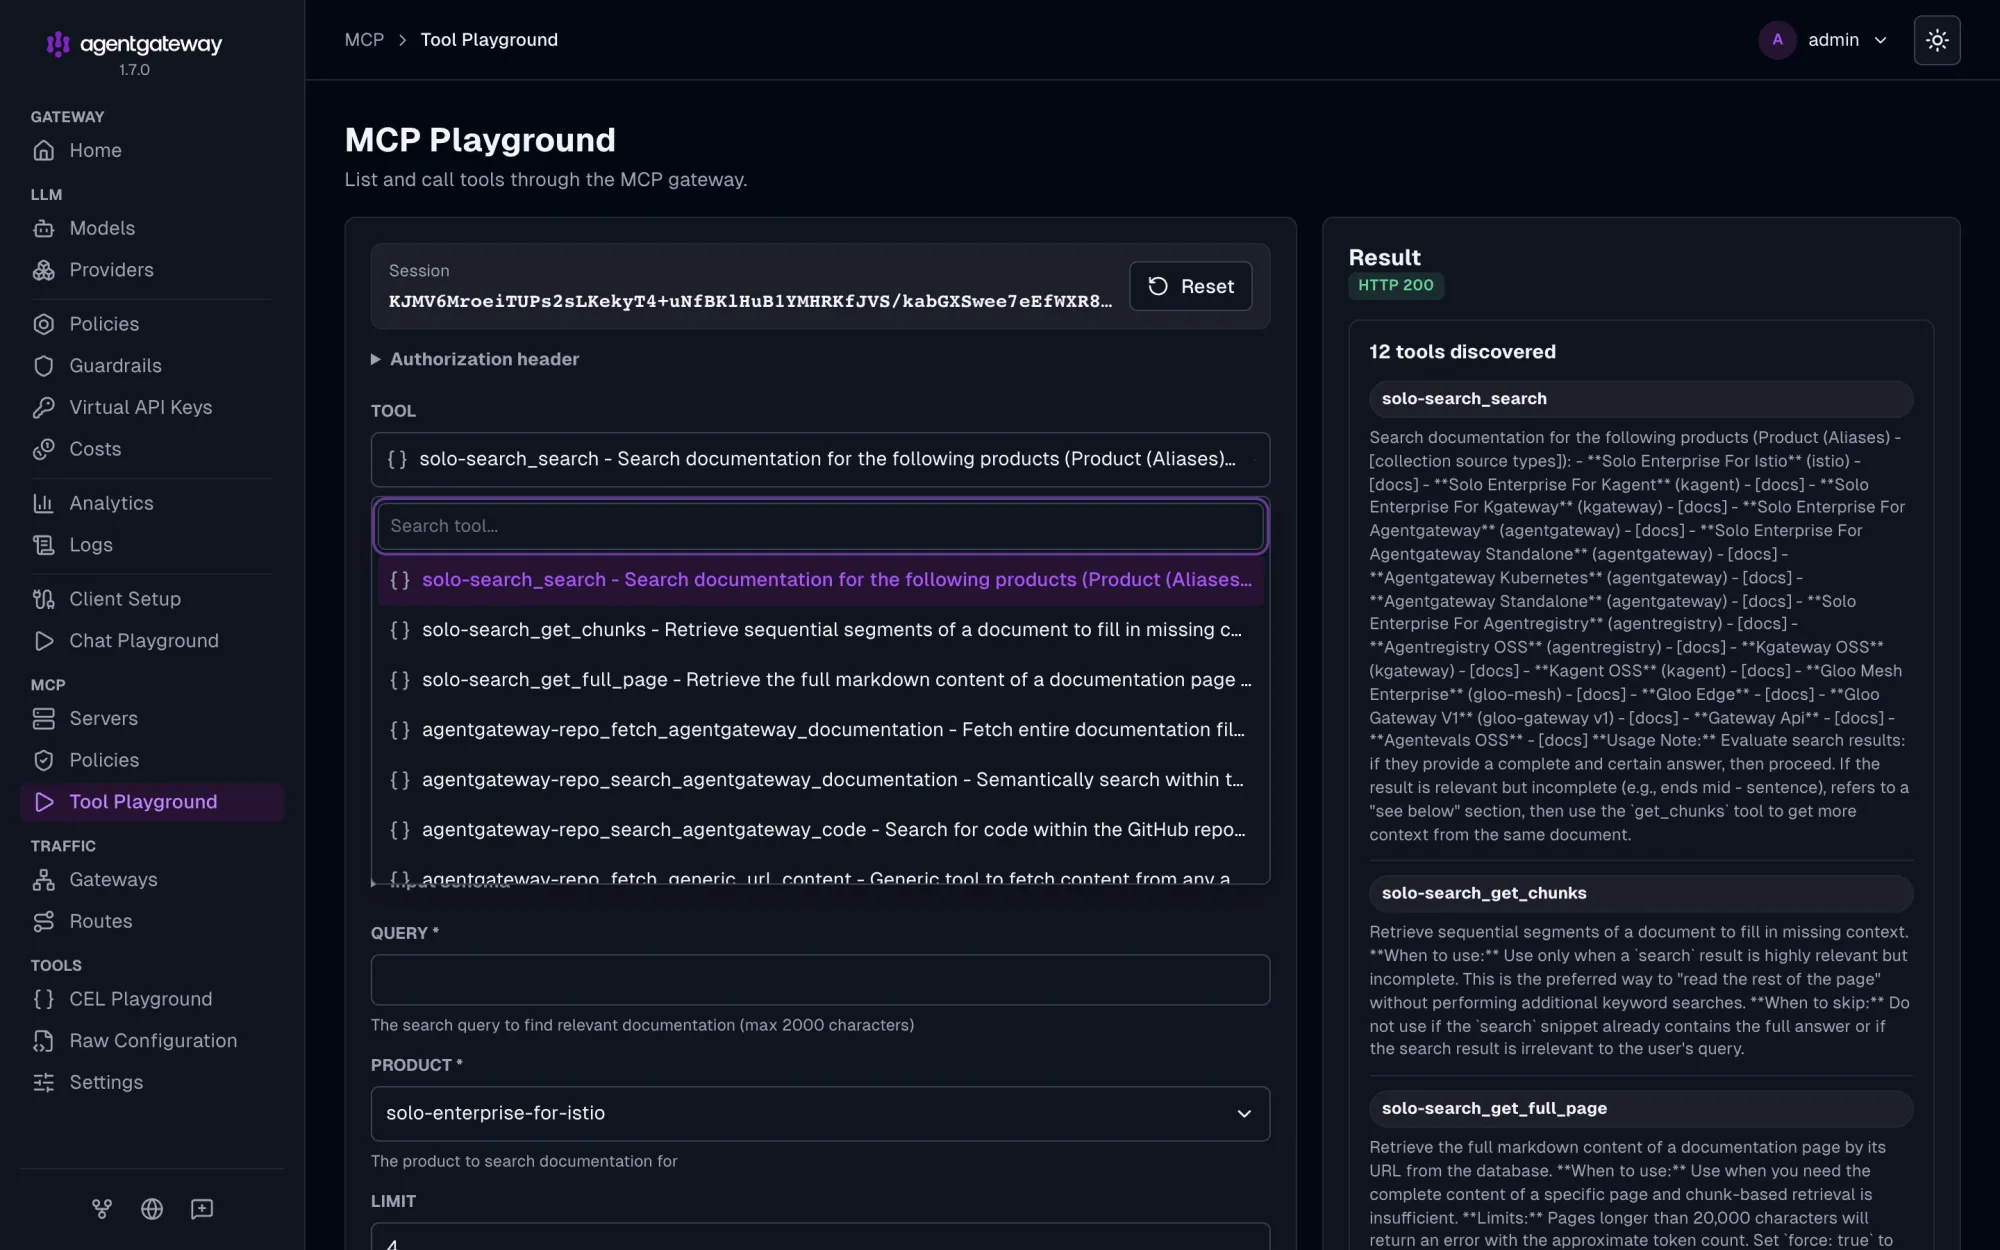 agentgateway
1.7.0
GATEWAY
Home
LLM
Models
Providers
Policies
Guardrails
Virtual API Keys
Costs
Analytics
Logs
Client Setup
Chat Playground
MCP
Servers
Policies
Tool Playground
TRAFFIC
Gateways
Routes
TOOLS
CEL Playground
Raw Configuration
Settings
MCP > Tool Playground
A admin
MCP Playground
List and call tools through the MCP gateway.
Session
KJMV6MroeiTUPs2sLKekyT4+uNfBKlHuB1YMHRKfJVS/kabGXSwee7eEfWXR8…
Reset
Authorization header
TOOL
{ } solo-search_search - Search documentation for the following products (Product (Aliases)...
Search tool...
{ } solo-search_search - Search documentation for the following products (Product (Aliases...
{ } solo-search_get_chunks - Retrieve sequential segments of a document to fill in missing c...
{ } solo-search_get_full_page - Retrieve the full markdown content of a documentation page ...
{ } agentgateway-repo_fetch_agentgateway_documentation - Fetch entire documentation fil...
{ } agentgateway-repo_search_agentgateway_documentation - Semantically search within t...
{ } agentgateway-repo_search_agentgateway_code - Search for code within the GitHub repo...
{ } agentgateway-repo_fetch_generic_url_content - Generic tool to fetch content from any a
Input schema
QUERY *
The search query to find relevant documentation (max 2000 characters)
PRODUCT *
solo-enterprise-for-istio
The product to search documentation for
LIMIT
4
Result
HTTP 200
12 tools discovered
solo-search_search
Search documentation for the following products (Product (Aliases) -
[collection source types]): - **Solo Enterprise For Istio** (istio) -
[docs] - **Solo Enterprise For Kagent** (kagent) - [docs] - **Solo
Enterprise For Kgateway** (kgateway) - [docs] - **Solo Enterprise For
Agentgateway** (agentgateway) - [docs] - **Solo Enterprise For
Agentgateway Standalone** (agentgateway) - [docs] -
**Agentgateway Kubernetes** (agentgateway) - [docs] -
**Agentgateway Standalone** (agentgateway) - [docs] - **Solo
Enterprise For Agentregistry** (agentregistry) - [docs] -
**Agentregistry OSS** (agentregistry) - [docs] - **Kgateway OSS**
(kgateway) - [docs] - **Kagent OSS** (kagent) - [docs] - **Gloo Mesh
Enterprise** (gloo-mesh) - [docs] - **Gloo Edge** - [docs] - **Gloo
Gateway V1** (gloo-gateway v1) - [docs] - **Gateway Api** - [docs] -
**Agentevals OSS** - [docs] **Usage Note:** Evaluate search results:
if they provide a complete and certain answer, then proceed. If the
result is relevant but incomplete (e.g., ends mid - sentence), refers to a
"see below" section, then use the `get_chunks` tool to get more
context from the same document.
solo-search_get_chunks
Retrieve sequential segments of a document to fill in missing context.
**When to use:** Use only when a `search` result is highly relevant but
incomplete. This is the preferred way to "read the rest of the page"
without performing additional keyword searches. **When to skip:** Do
not use if the `search` snippet already contains the full answer or if
the search result is irrelevant to the user's query.
solo-search_get_full_page
Retrieve the full markdown content of a documentation page by its
URL from the database. **When to use:** Use when you need the
complete content of a specific page and chunk-based retrieval is
insufficient. **Limits:** Pages longer than 20,000 characters will
return an error with the approximate token count. Set `force: true` to